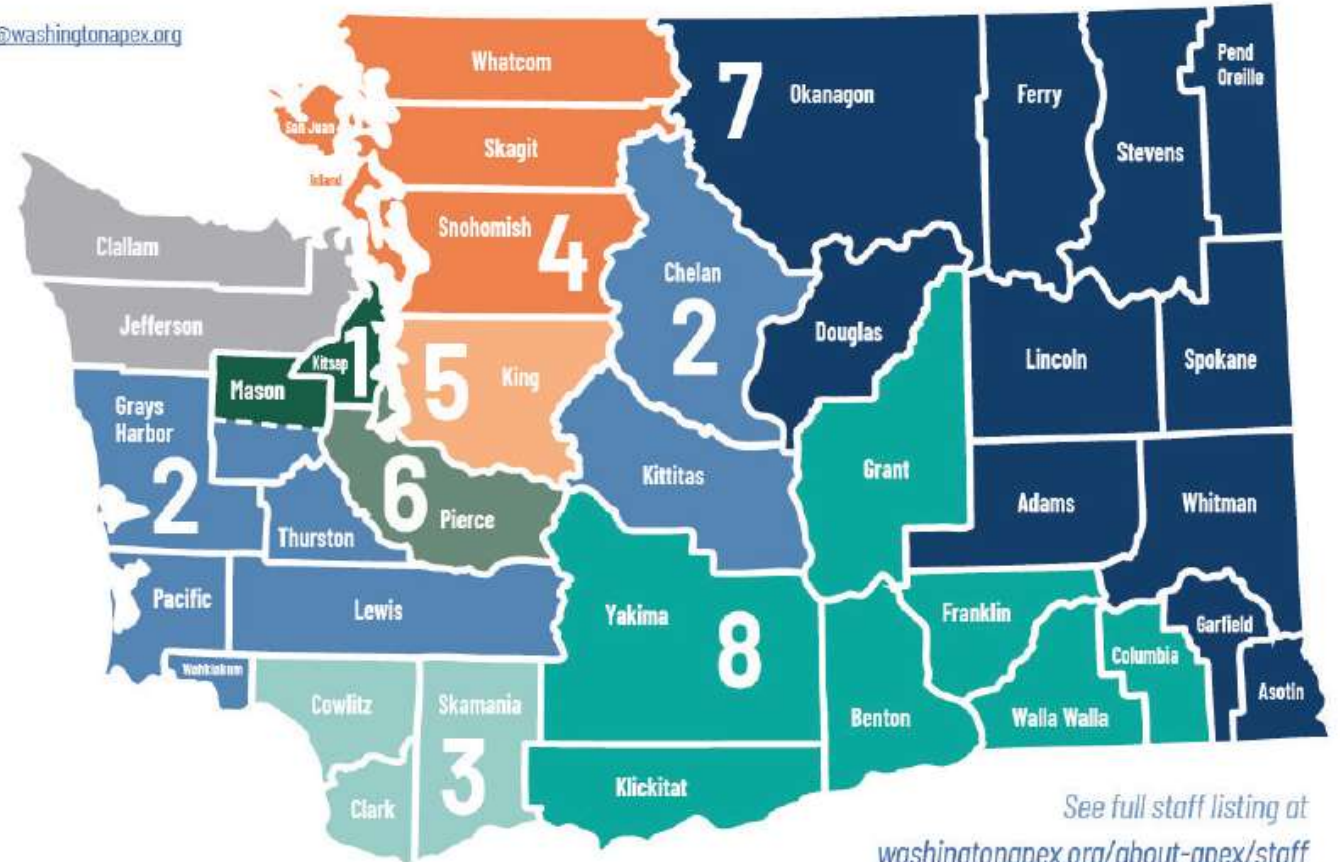 @washingtonapex.org
Whatcom
7
Okanagon
Ferry
Pend
Oreille
Stevens
San Juan
Skagit
Island
Snohomish
4
Clallam
Chelan
2
Jefferson
Douglas
Kitsap
1
5
King
Lincoln
Spokane
Mason
Grays
Harbor
2
Kittitas
Grant
6
Pierce
Adams
Whitman
Thurston
Pacific
Lewis
Yakima
8
Franklin
Garfield
Columbia
Wahkiakum
Cowlitz
Skamania
3
Asotin
Benton
Walla Walla
Clark
Klickitat
See full staff listing at
washingtonapex.org/about-apex/staff